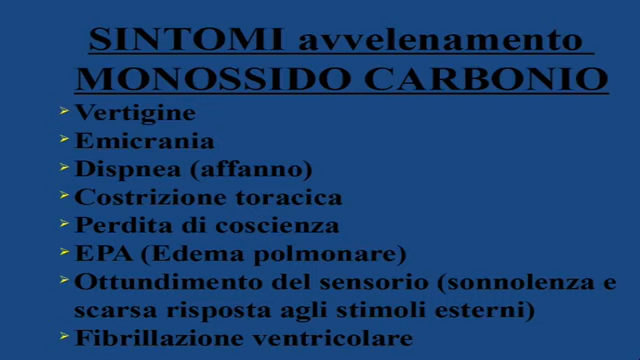 SINTOMI avvelenamento
MONOSSIDO CARBONIO
➢ Vertigine
➢ Emicrania
➢ Dispnea (affanno)
➢ Costrizione toracica
➢ Perdita di coscienza
➢ EPA (Edema polmonare)
➢ Ottundimento del sensorio (sonnolenza e
scarsa risposta agli stimoli esterni)
➢ Fibrillazione ventricolare